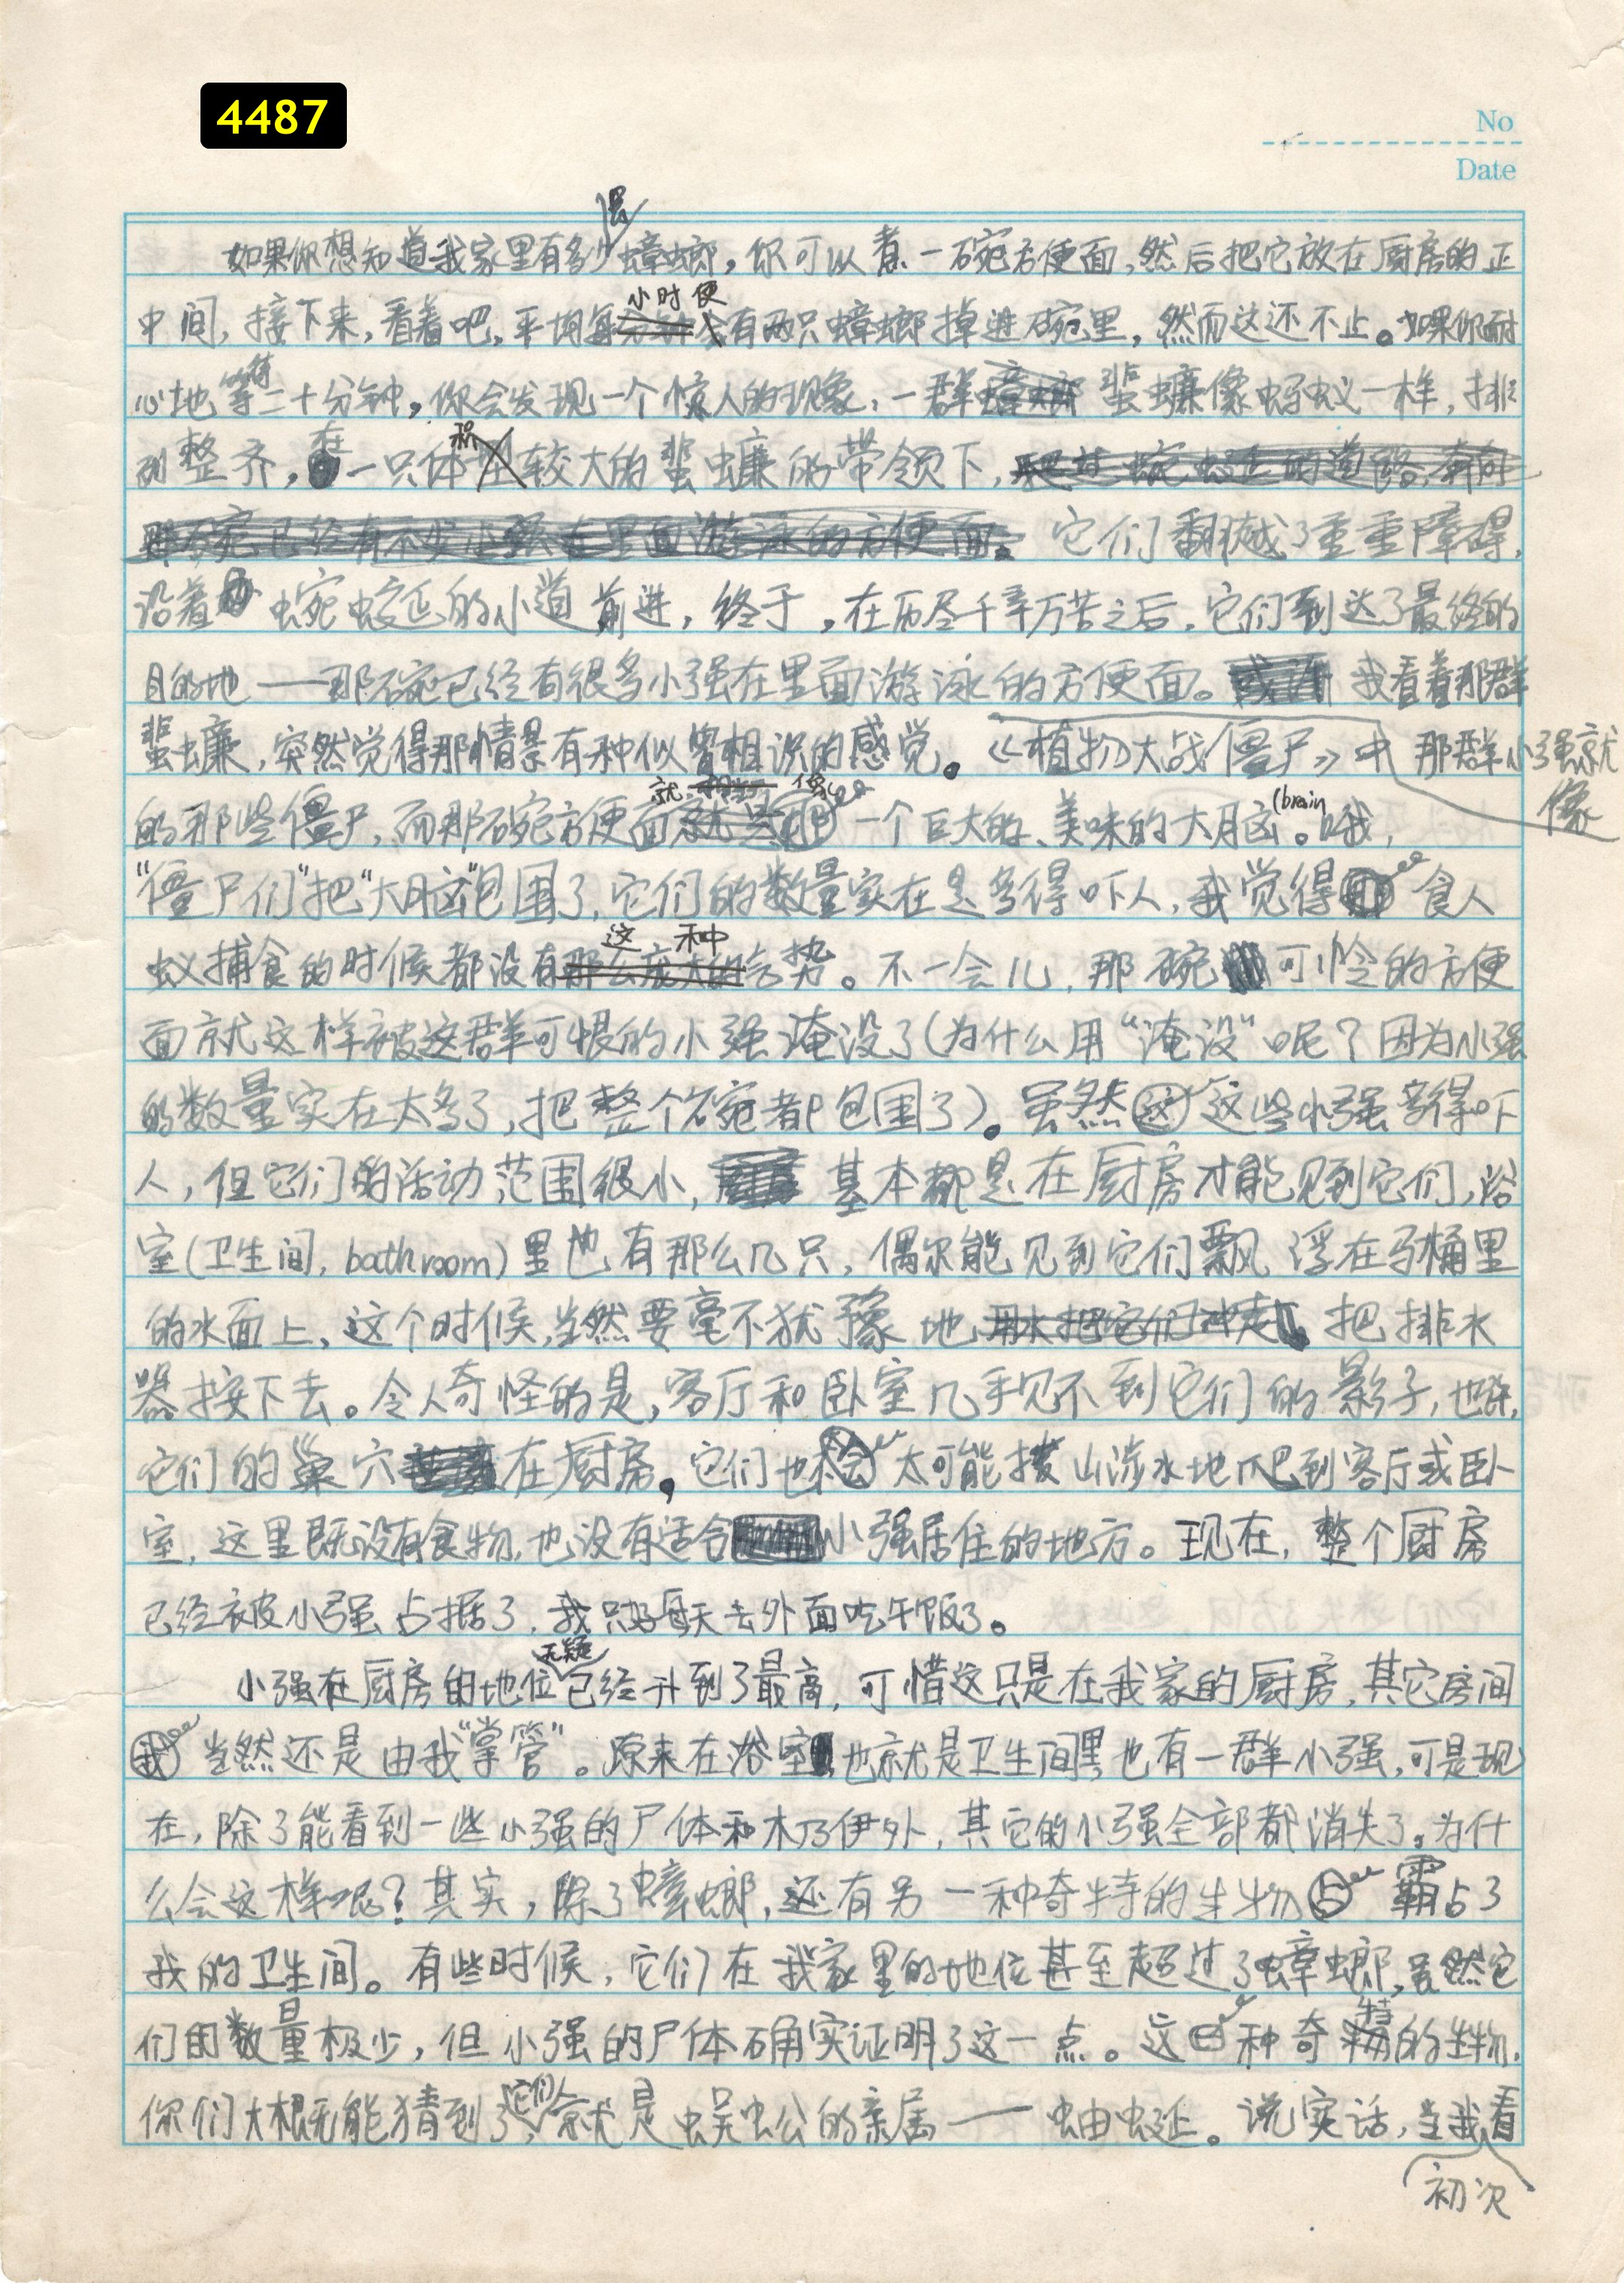 4487
No
Date
如果你想知道我家里有多少蟑螂，你可以煮一碗方便面，然后把它放在厨房的正
中间，接下来，看着吧，平均每小时便有两只蟑螂掉进碗里，然而这还不止。如果你耐
心地等待二十分钟，你会发现一个惊人的现象，一群蜚蠊像蚂蚁一样，排
列整齐，在一只体积较大的蜚蠊的带领下，
它们翻越了重重障碍，
沿着蜿蜒的小道前进，终于，在历尽千辛万苦之后，它们到达了最终的
目的地——那碗已经有很多小强在里面游泳的方便面。我看着那群
蜚蠊，突然觉得那情景有种似曾相识的感觉。那群小强就像《植物大战僵尸》中
的那些僵尸，而那碗方便面就像一个巨大的、美味的大脑(brain)。哦，
“僵尸们”把“大脑”包围了，它们的数量实在是多得吓人，我觉得食人
蚁捕食的时候都没有这种气势。不一会儿，那碗可怜的方便
面就这样被这群可恨的小强淹没了(为什么用“淹没”呢？因为小强
的数量实在太多了，把整个碗都包围了)。虽然这些小强多得吓
人，但它们的活动范围很小，基本都是在厨房才能见到它们，浴
室(卫生间，bathroom)里也有那么几只，偶尔能见到它们飘浮在马桶里
的水面上，这个时候，当然要毫不犹豫地把排水
器按下去。令人奇怪的是，客厅和卧室几乎见不到它们的影子，也许，
它们的巢穴在厨房，它们也不太可能拔山涉水地爬到客厅或卧
室，这里既没有食物，也没有适合小强居住的地方。现在，整个厨房
已经被小强占据了，我只好每天去外面吃午饭了。
小强在厨房的地位无疑已经升到了最高，可惜这只是在我家的厨房，其它房间
当然还是由我“掌管”。原来在浴室也就是卫生间里也有一群小强，可是现
在，除了能看到一些小强的尸体和木乃伊外，其它的小强全部都消失了。为什
么会这样呢？其实，除了蟑螂，还有另一种奇特的生物霸占了
我的卫生间。有些时候，它们在我家里的地位甚至超过了蟑螂，虽然它
们的数量极少，但小强的尸体确实证明了这一点。这种奇特的生物，
你们大概无能猜到了，它们就是蜈蚣的亲属——蚰蜒。说实话，当我初次看